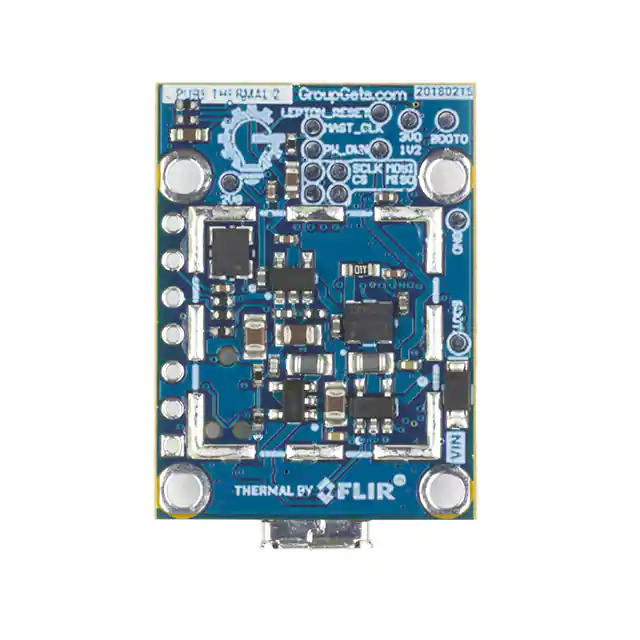 PURE THERMAL 2 GroupGets.com 20180215
LEPTON_RESET
MAST_CLK
3V0 BOOT0
PW_DWN 1V2
SCLK MOSI
CS MISO
2V8
GND
01Y
VIN
THERMAL BY FLIR